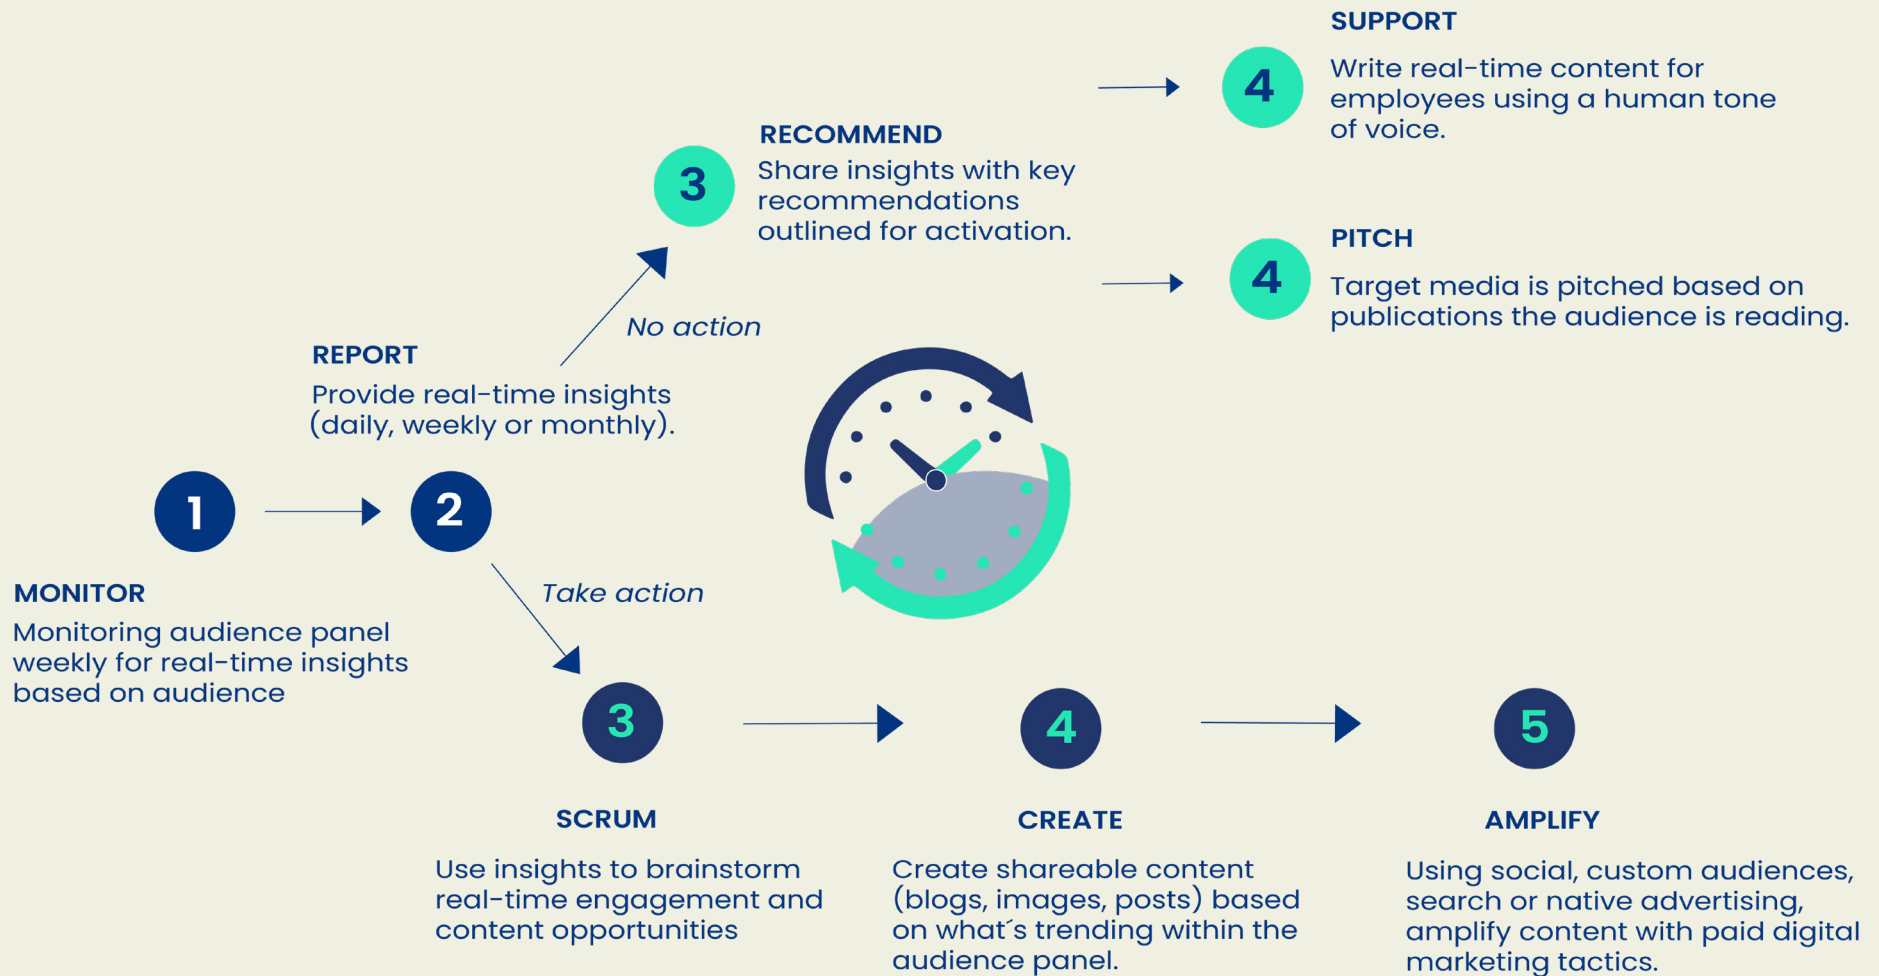 SUPPORT
4
Write real-time content for
employees using a human tone
of voice.
RECOMMEND
3
Share insights with key
recommendations
outlined for activation.
PITCH
4
Target media is pitched based on
publications the audience is reading.
No action
REPORT
Provide real-time insights
(daily, weekly or monthly).
1
2
MONITOR
Monitoring audience panel
weekly for real-time insights
based on audience
Take action
3
4
5
SCRUM
Use insights to brainstorm
real-time engagement and
content opportunities
CREATE
Create shareable content
(blogs, images, posts) based
on what´s trending within the
audience panel.
AMPLIFY
Using social, custom audiences,
search or native advertising,
amplify content with paid digital
marketing tactics.